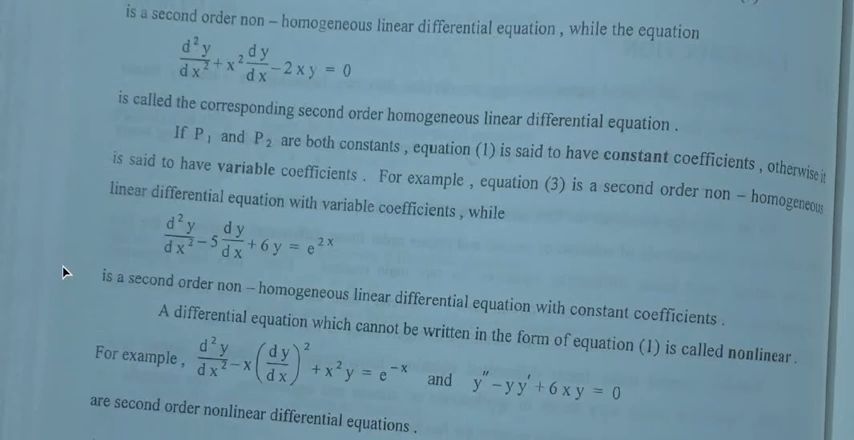 is a second order non – homogeneous linear differential equation , while the equation
d²y/dx² + x² dy/dx − 2xy = 0
is called the corresponding second order homogeneous linear differential equation .
If P₁ and P₂ are both constants , equation (1) is said to have constant coefficients , otherwise it
is said to have variable coefficients . For example , equation (3) is a second order non – homogeneous
linear differential equation with variable coefficients , while
d²y/dx² − 5 dy/dx + 6y = e²ˣ
is a second order non – homogeneous linear differential equation with constant coefficients .
A differential equation which cannot be written in the form of equation (1) is called nonlinear .
For example , d²y/dx² − x (dy/dx)² + x²y = e⁻ˣ and y″ − yy′ + 6xy = 0
are second order nonlinear differential equations .